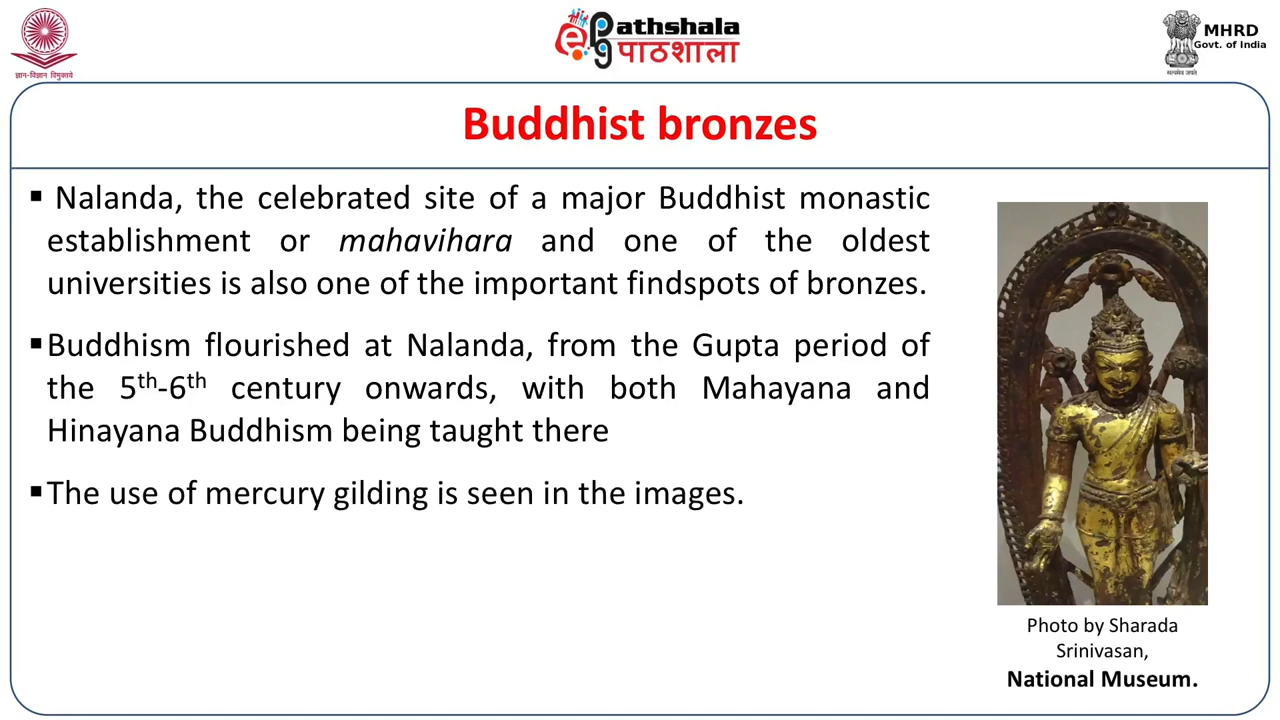 ज्ञान-विज्ञान विमुक्तये
ePathshala
पाठशाला
MHRD
Govt. of India
सत्यमेव जयते
Buddhist bronzes
▪ Nalanda, the celebrated site of a major Buddhist monastic
establishment or mahavihara and one of the oldest
universities is also one of the important findspots of bronzes.
▪Buddhism flourished at Nalanda, from the Gupta period of
the 5th-6th century onwards, with both Mahayana and
Hinayana Buddhism being taught there
▪The use of mercury gilding is seen in the images.
Photo by Sharada
Srinivasan,
National Museum.